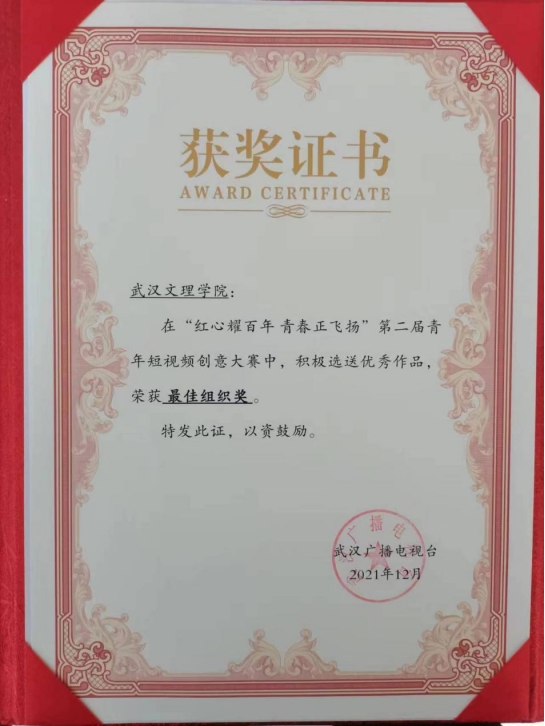 获奖证书
AWARD CERTIFICATE
武汉文理学院：
在“红心耀百年 青春正飞扬”第二届青
年短视频创意大赛中，积极选送优秀作品，
荣获 最佳组织奖 。
特发此证，以资鼓励。
广播电
武汉广播电视台
2021年12月